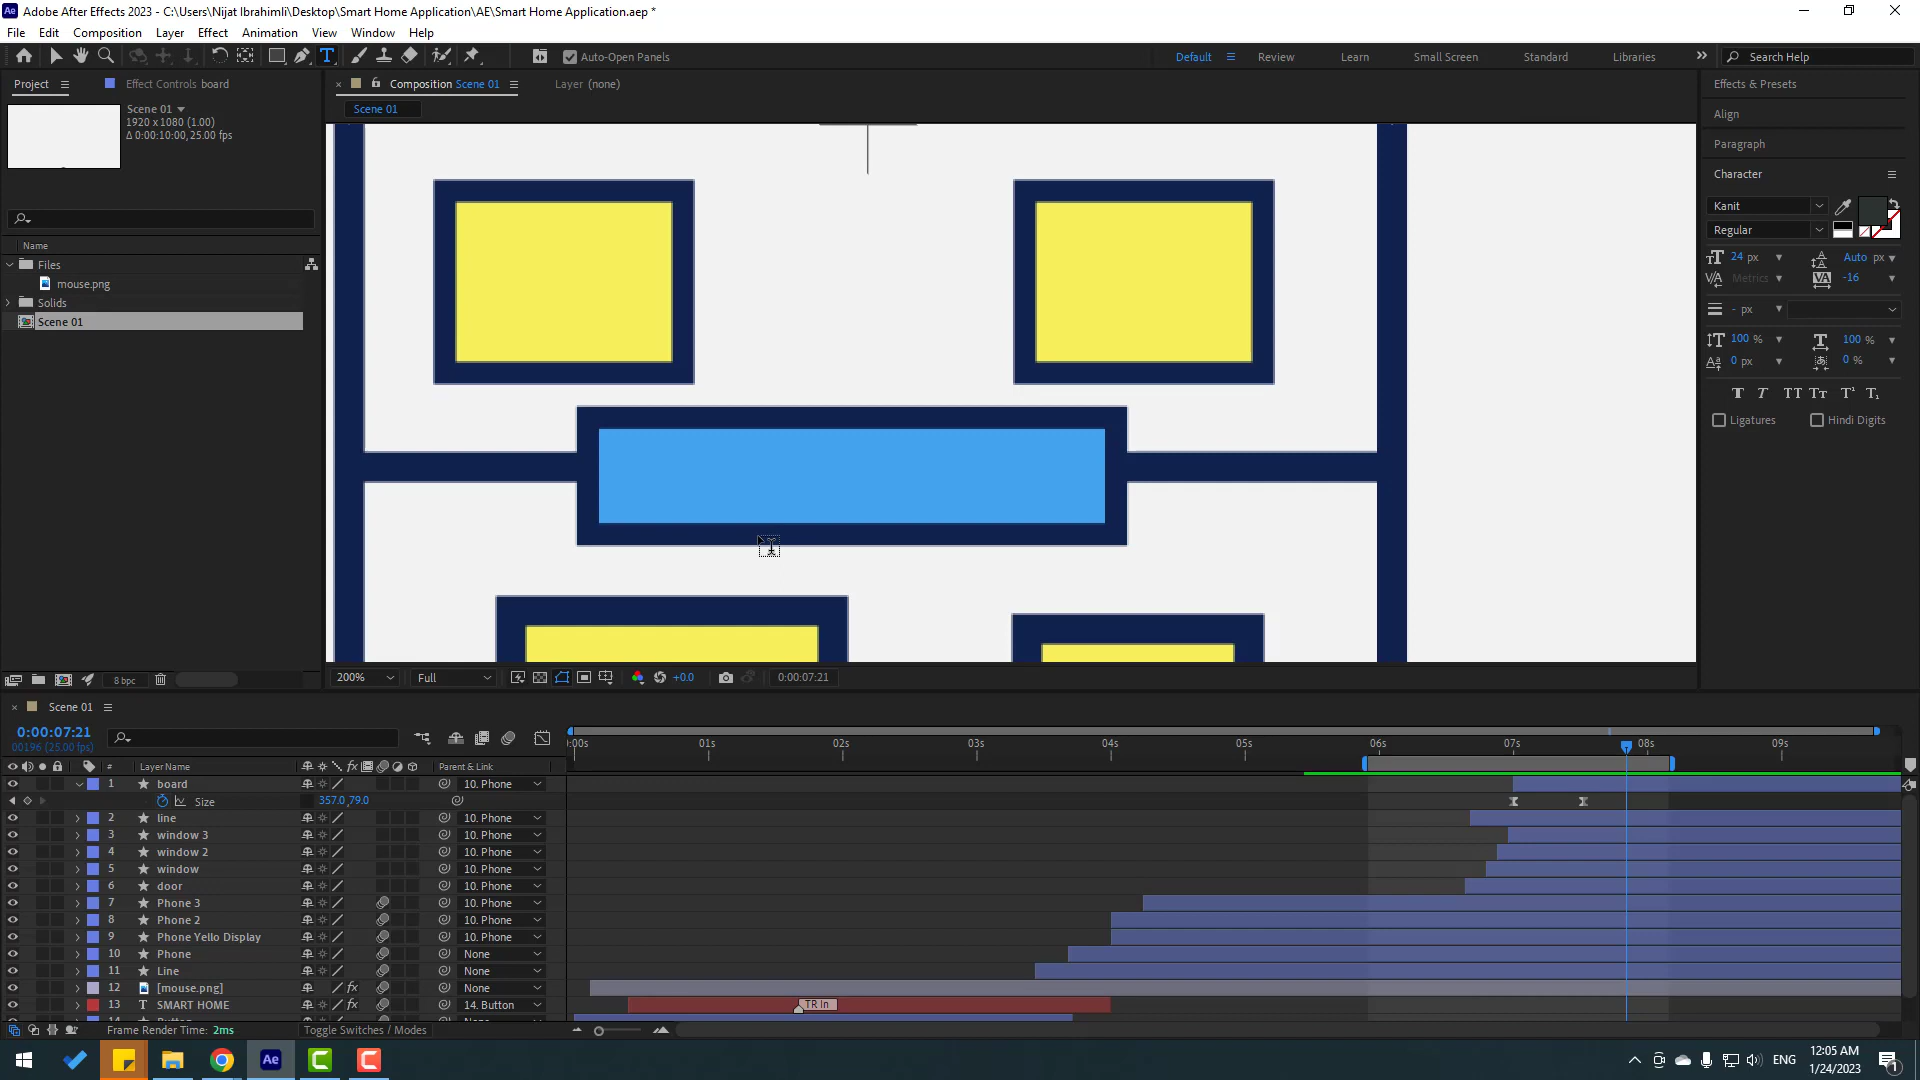 Adobe After Effects 2023 - C:\Users\Nijat Ibrahimli\Desktop\Smart Home Application\AE\Smart Home Application.aep *
File Edit Composition Layer Effect Animation View Window Help
Auto-Open Panels
Default Review Learn Small Screen Standard Libraries
Search Help
Project Effect Controls board
Composition Scene 01 Layer (none)
Effects & Presets
Scene 01
1920 x 1080 (1.00)
Δ 0:00:10:00, 25.00 fps
Scene 01
Align
Paragraph
Character
Kanit
Regular
24 px Auto px
Metrics -16
- px
100 % 100 %
0 px 0 %
Ligatures Hindi Digits
Name
Files
mouse.png
Solids
Scene 01
8 bpc
200% Full +0.0 0:00:07:21
Scene 01
0:00:07:21
00196 (25.00 fps)
:00s 01s 02s 03s 04s 05s 06s 07s 08s 09s
# Layer Name Parent & Link
1 board 10. Phone
Size 357.0,79.0
2 line 10. Phone
3 window 3 10. Phone
4 window 2 10. Phone
5 window 10. Phone
6 door 10. Phone
7 Phone 3 10. Phone
8 Phone 2 10. Phone
9 Phone Yello Display 10. Phone
10 Phone None
11 Line None
12 [mouse.png] None
13 SMART HOME 14. Button
TR In
Frame Render Time: 2ms Toggle Switches / Modes
ENG
12:05 AM
1/24/2023